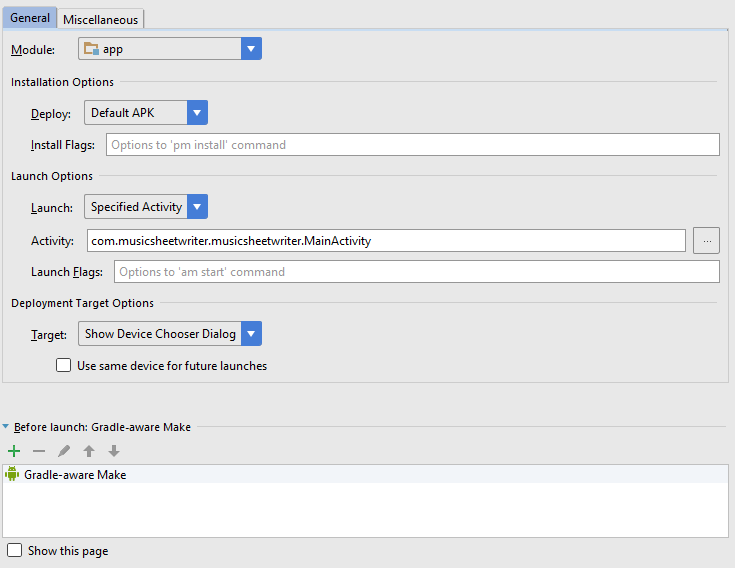 General Miscellaneous
Module: app
Installation Options
Deploy: Default APK
Install Flags: Options to 'pm install' command
Launch Options
Launch: Specified Activity
Activity: com.musicsheetwriter.musicsheetwriter.MainActivity ...
Launch Flags: Options to 'am start' command
Deployment Target Options
Target: Show Device Chooser Dialog
Use same device for future launches
Before launch: Gradle-aware Make
Gradle-aware Make
Show this page